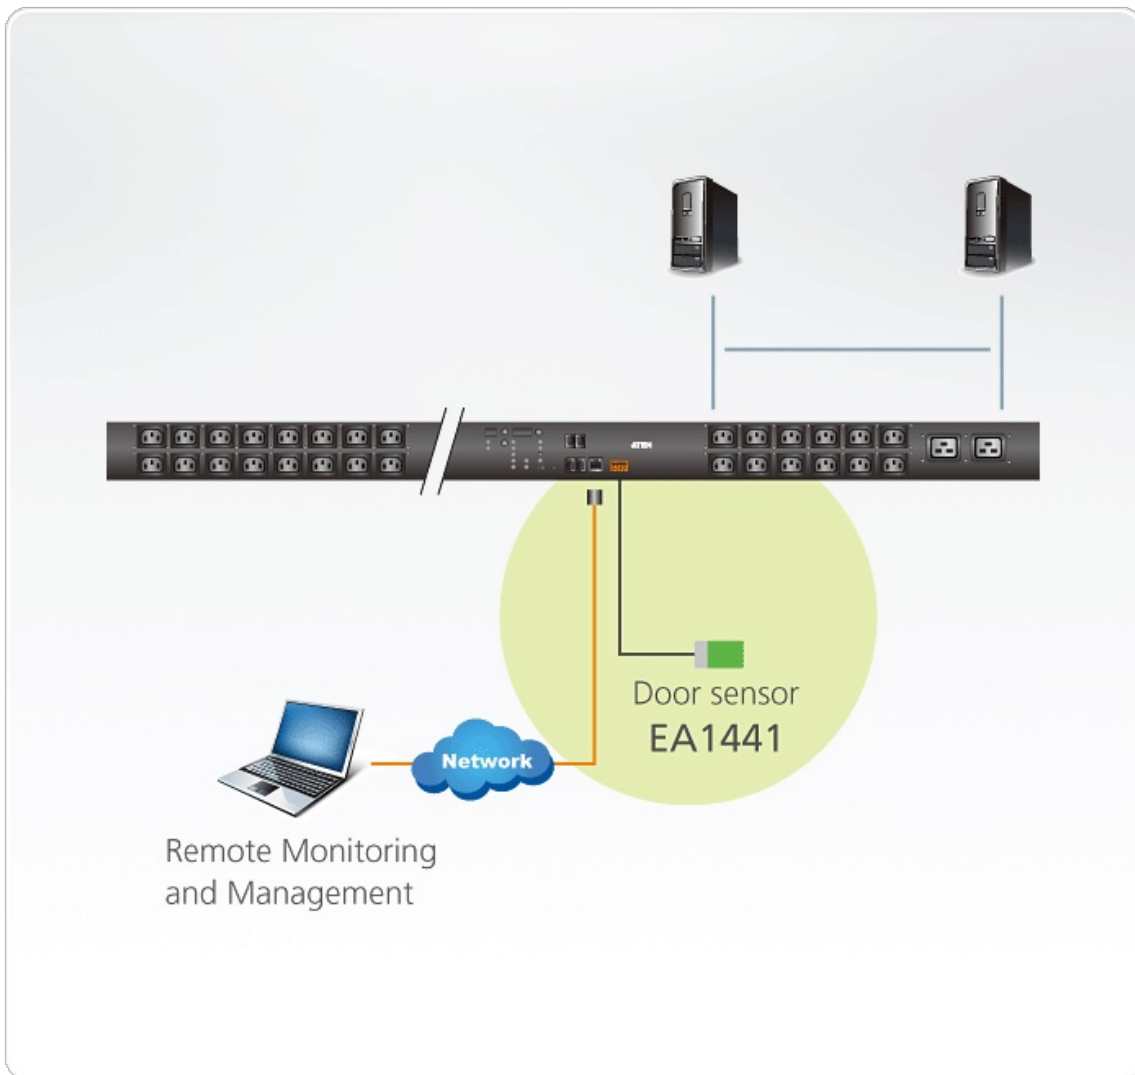 ATEN
Door sensor
EA1441
Network
Remote Monitoring
and Management